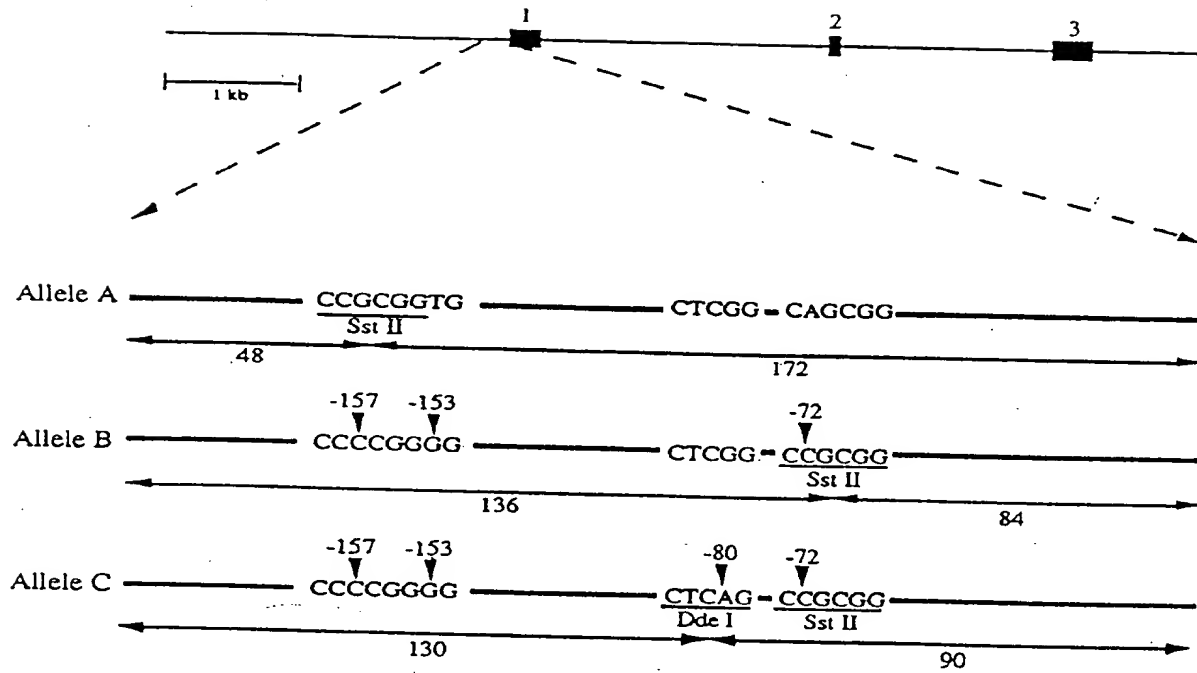 1 2 3
1 kb
Allele A CCGCGGTG CTCGG CAGCGG
Sst II
48 172
-157 -153 -72
Allele B CCCCGGGG CTCGG CCGCGG
Sst II
136 84
-157 -153 -80 -72
Allele C CCCCGGGG CTCAG CCGCGG
Dde I Sst II
130 90